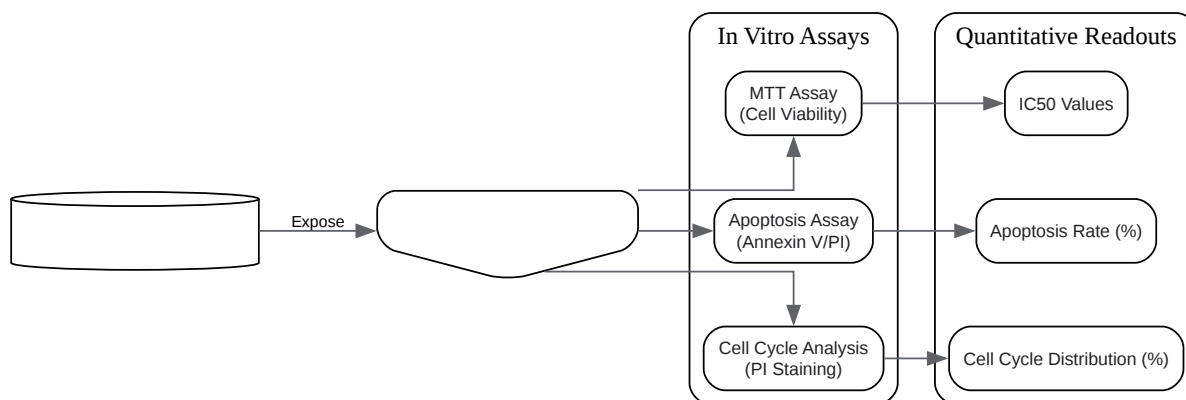 In Vitro Assays
Quantitative Readouts
MTT Assay
(Cell Viability)
IC50 Values
Expose
Apoptosis Assay
(Annexin V/PI)
Apoptosis Rate (%)
Cell Cycle Analysis
(PI Staining)
Cell Cycle Distribution (%)